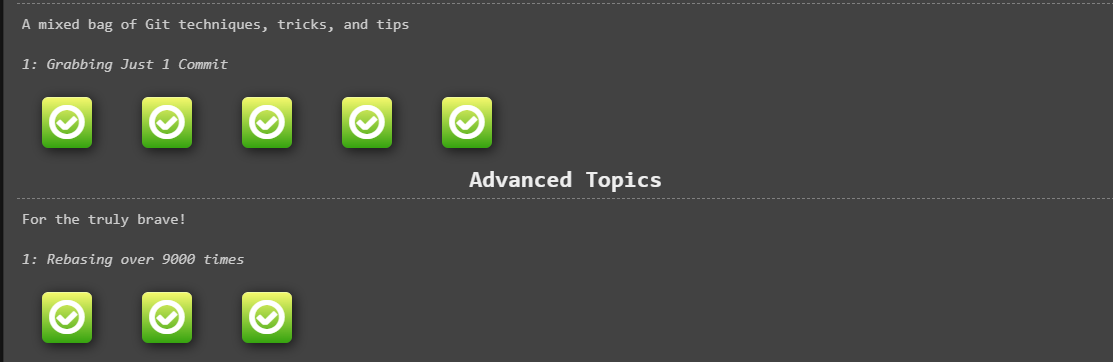 A mixed bag of Git techniques, tricks, and tips
1: Grabbing Just 1 Commit
Advanced Topics
For the truly brave!
1: Rebasing over 9000 times